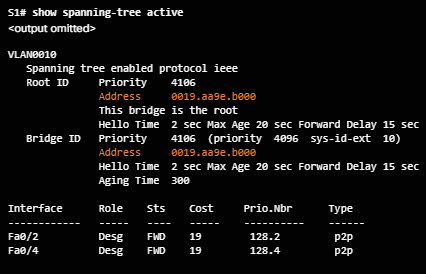 S1# show spanning-tree active
<output omitted>
VLAN0010
Spanning tree enabled protocol ieee
Root ID Priority 4106
Address 0019.aa9e.b000
This bridge is the root
Hello Time 2 sec Max Age 20 sec Forward Delay 15 sec
Bridge ID Priority 4106 (priority 4096 sys-id-ext 10)
Address 0019.aa9e.b000
Hello Time 2 sec Max Age 20 sec Forward Delay 15 sec
Aging Time 300
Interface Role Sts Cost Prio.Nbr Type
------------ ----- ---- ----- ---------- ------
Fa0/2 Desg FWD 19 128.2 p2p
Fa0/4 Desg FWD 19 128.4 p2p